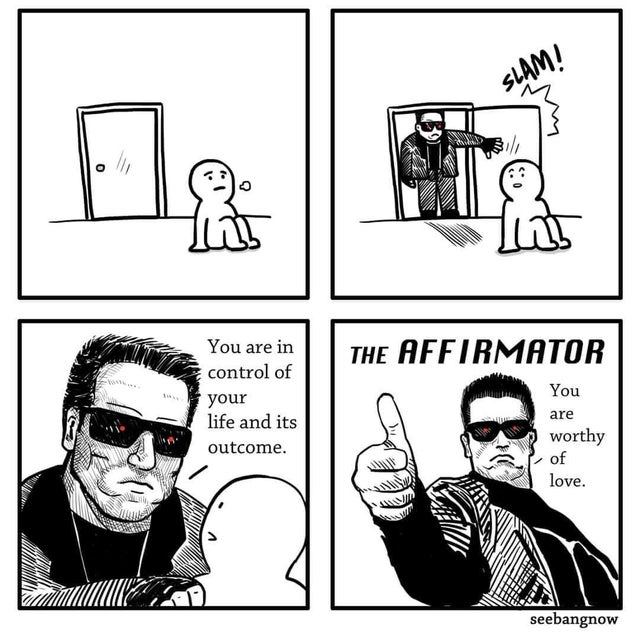 SLAM!
You are in
control of
your
life and its
outcome.
THE AFFIRMATOR
You
are
worthy
of
love.
seebangnow